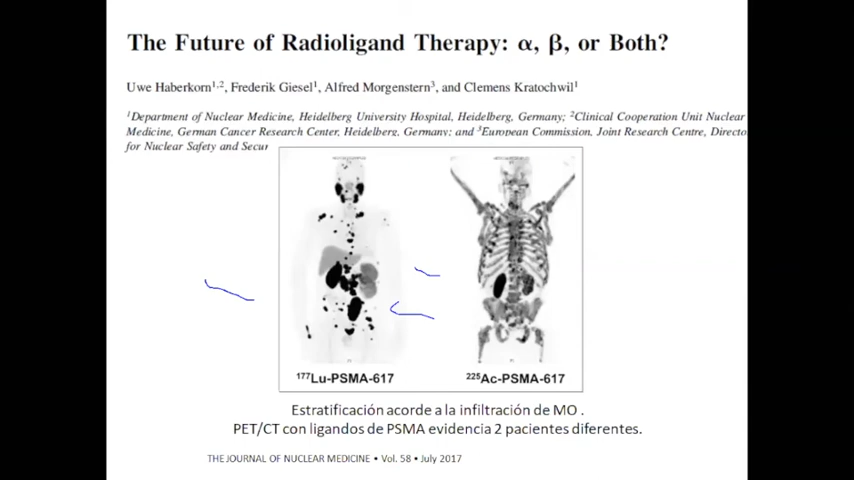 The Future of Radioligand Therapy: α, β, or Both?
Uwe Haberkorn1,2, Frederik Giesel1, Alfred Morgenstern3, and Clemens Kratochwil1
1Department of Nuclear Medicine, Heidelberg University Hospital, Heidelberg, Germany; 2Clinical Cooperation Unit Nuclear
Medicine, German Cancer Research Center, Heidelberg, Germany; and 3European Commission, Joint Research Centre, Directo
for Nuclear Safety and Secur
177Lu-PSMA-617 225Ac-PSMA-617
Estratificación acorde a la infiltración de MO .
PET/CT con ligandos de PSMA evidencia 2 pacientes diferentes.
THE JOURNAL OF NUCLEAR MEDICINE • Vol. 58 • July 2017